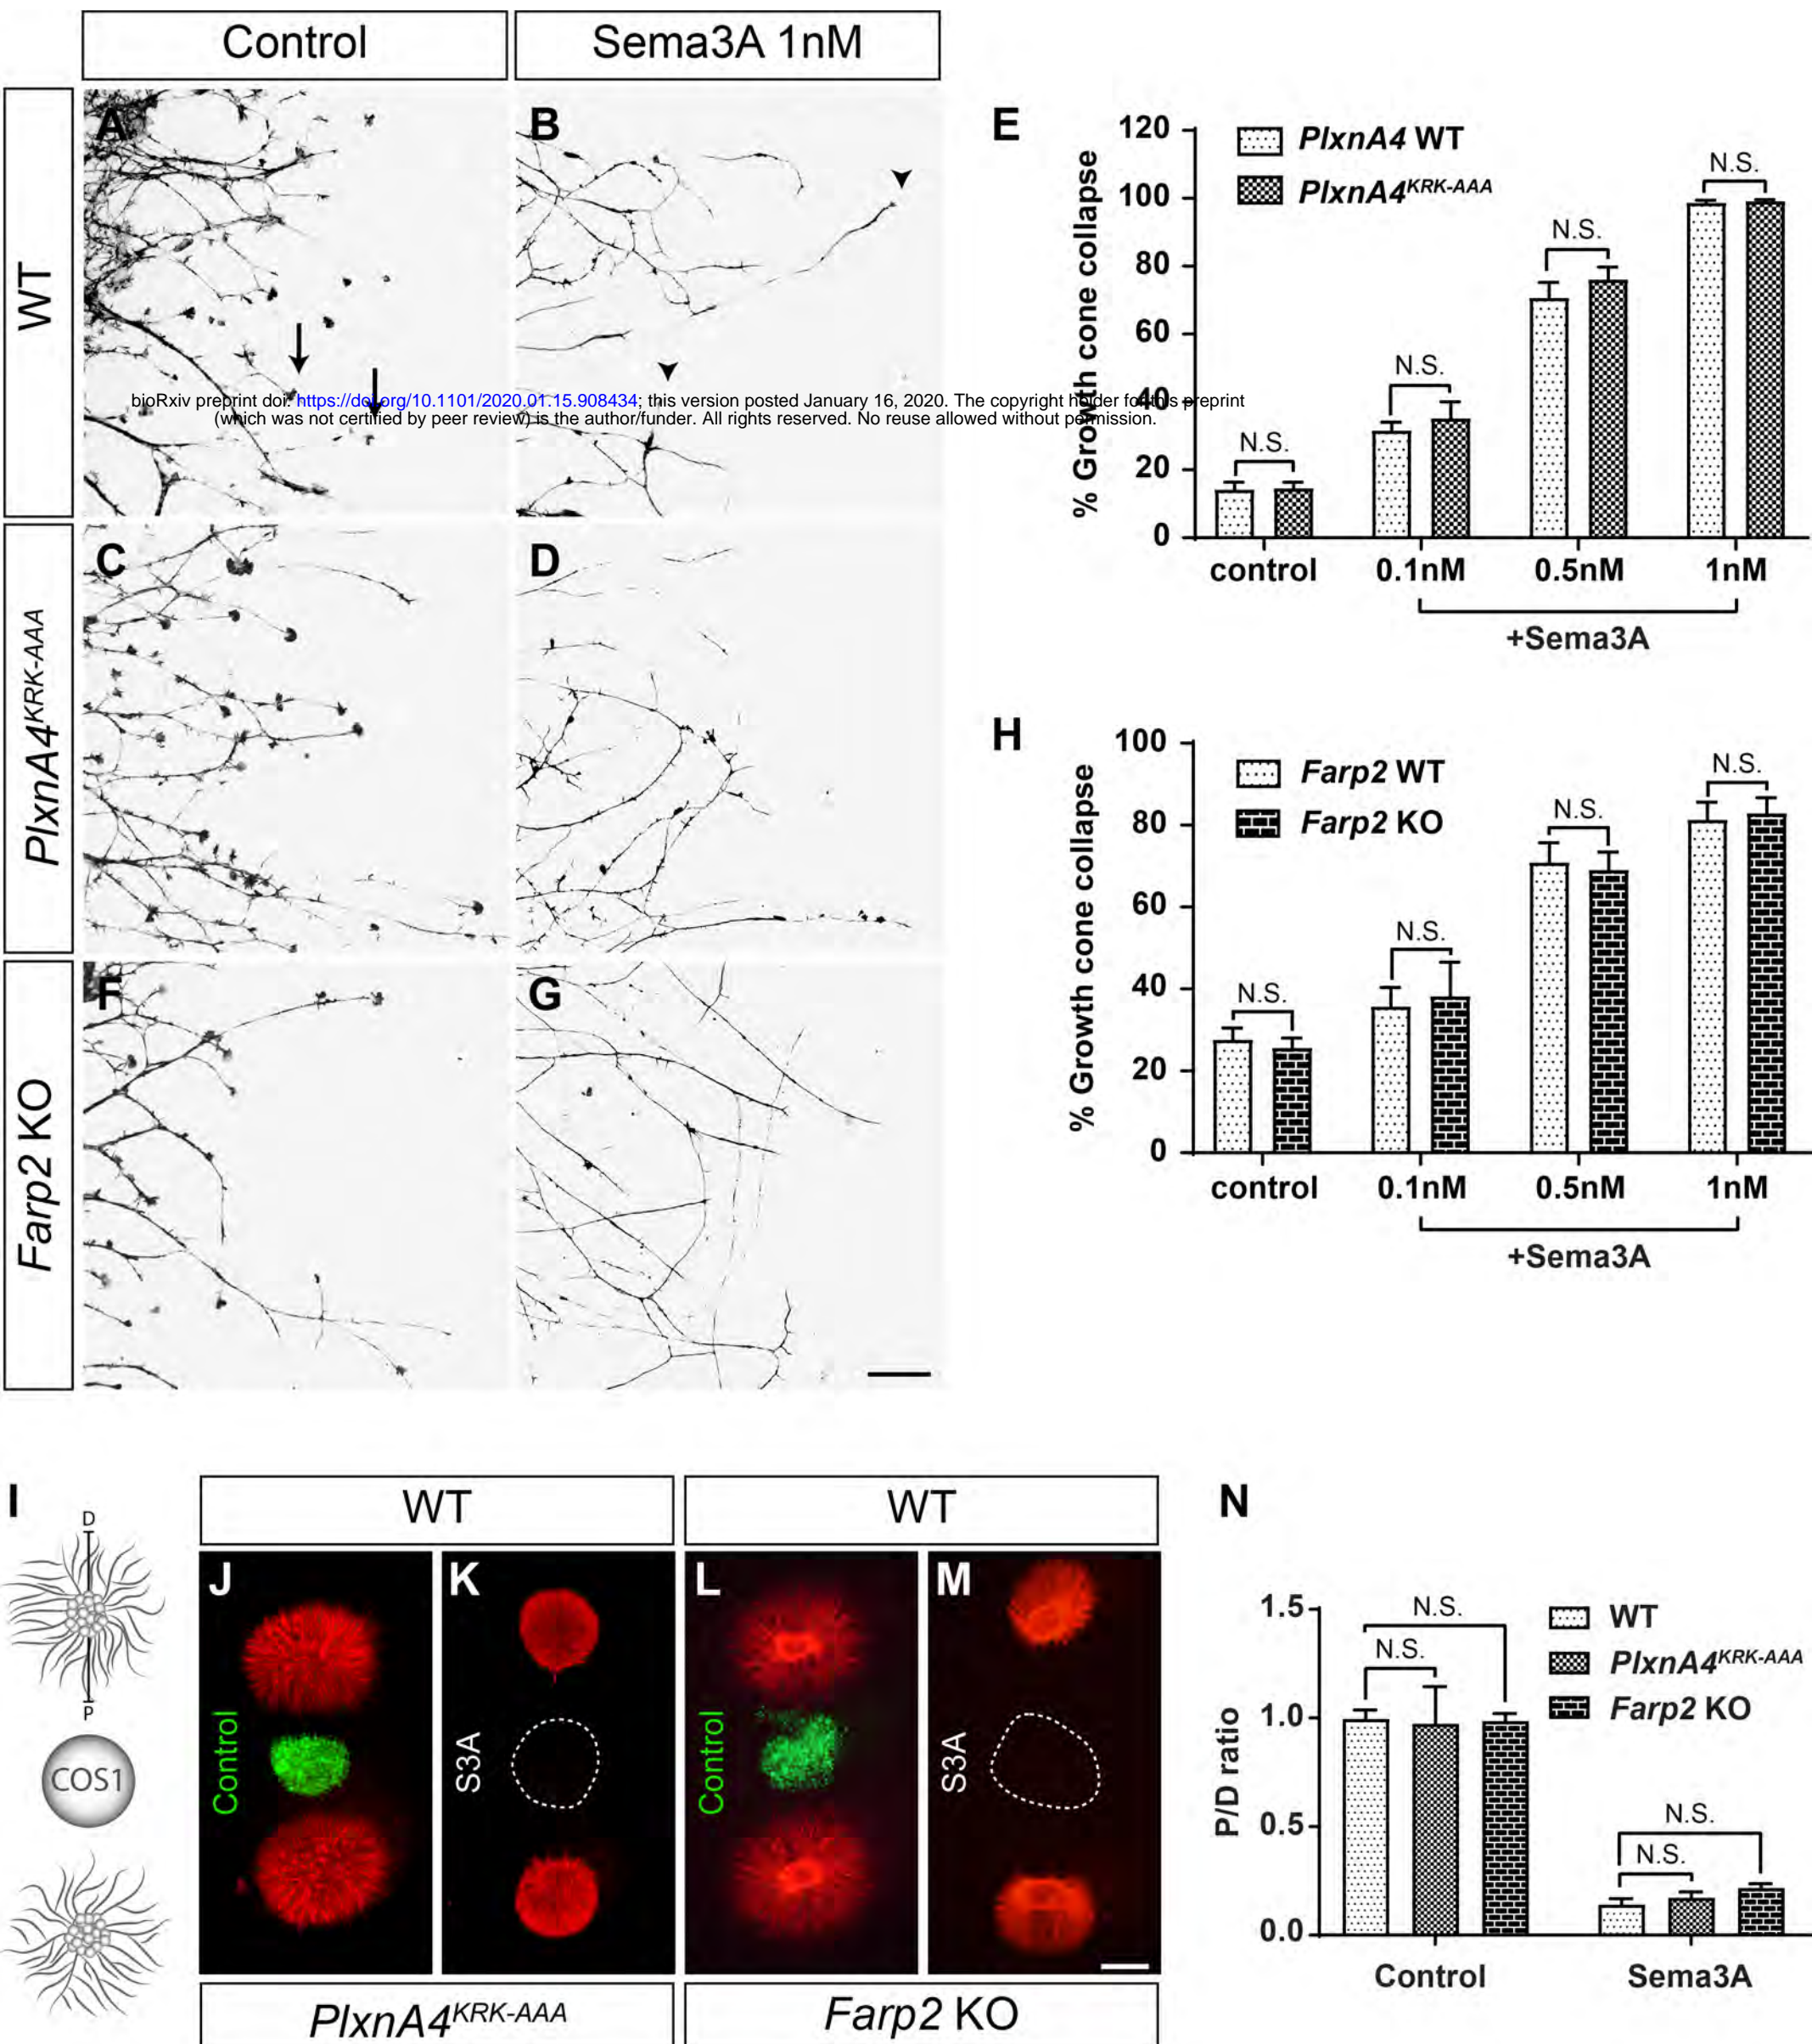 Control
Sema3A 1nM
WT
A
B
bioRxiv preprint doi: https://doi.org/10.1101/2020.01.15.908434; this version posted January 16, 2020. The copyright holder for this preprint
(which was not certified by peer review) is the author/funder. All rights reserved. No reuse allowed without permission.
PlxnA4KRK-AAA
C
D
Farp2 KO
F
G
E
% Growth cone collapse
120
100
80
60
40
20
0
PlxnA4 WT
PlxnA4KRK-AAA
N.S.
N.S.
N.S.
N.S.
control
0.1nM
0.5nM
1nM
+Sema3A
H
% Growth cone collapse
100
80
60
40
20
0
Farp2 WT
Farp2 KO
N.S.
N.S.
N.S.
N.S.
control
0.1nM
0.5nM
1nM
+Sema3A
I
D
P
COS1
WT
WT
J
Control
K
S3A
L
Control
M
S3A
PlxnA4KRK-AAA
Farp2 KO
N
P/D ratio
1.5
1.0
0.5
0.0
WT
PlxnA4KRK-AAA
Farp2 KO
N.S.
N.S.
N.S.
N.S.
Control
Sema3A